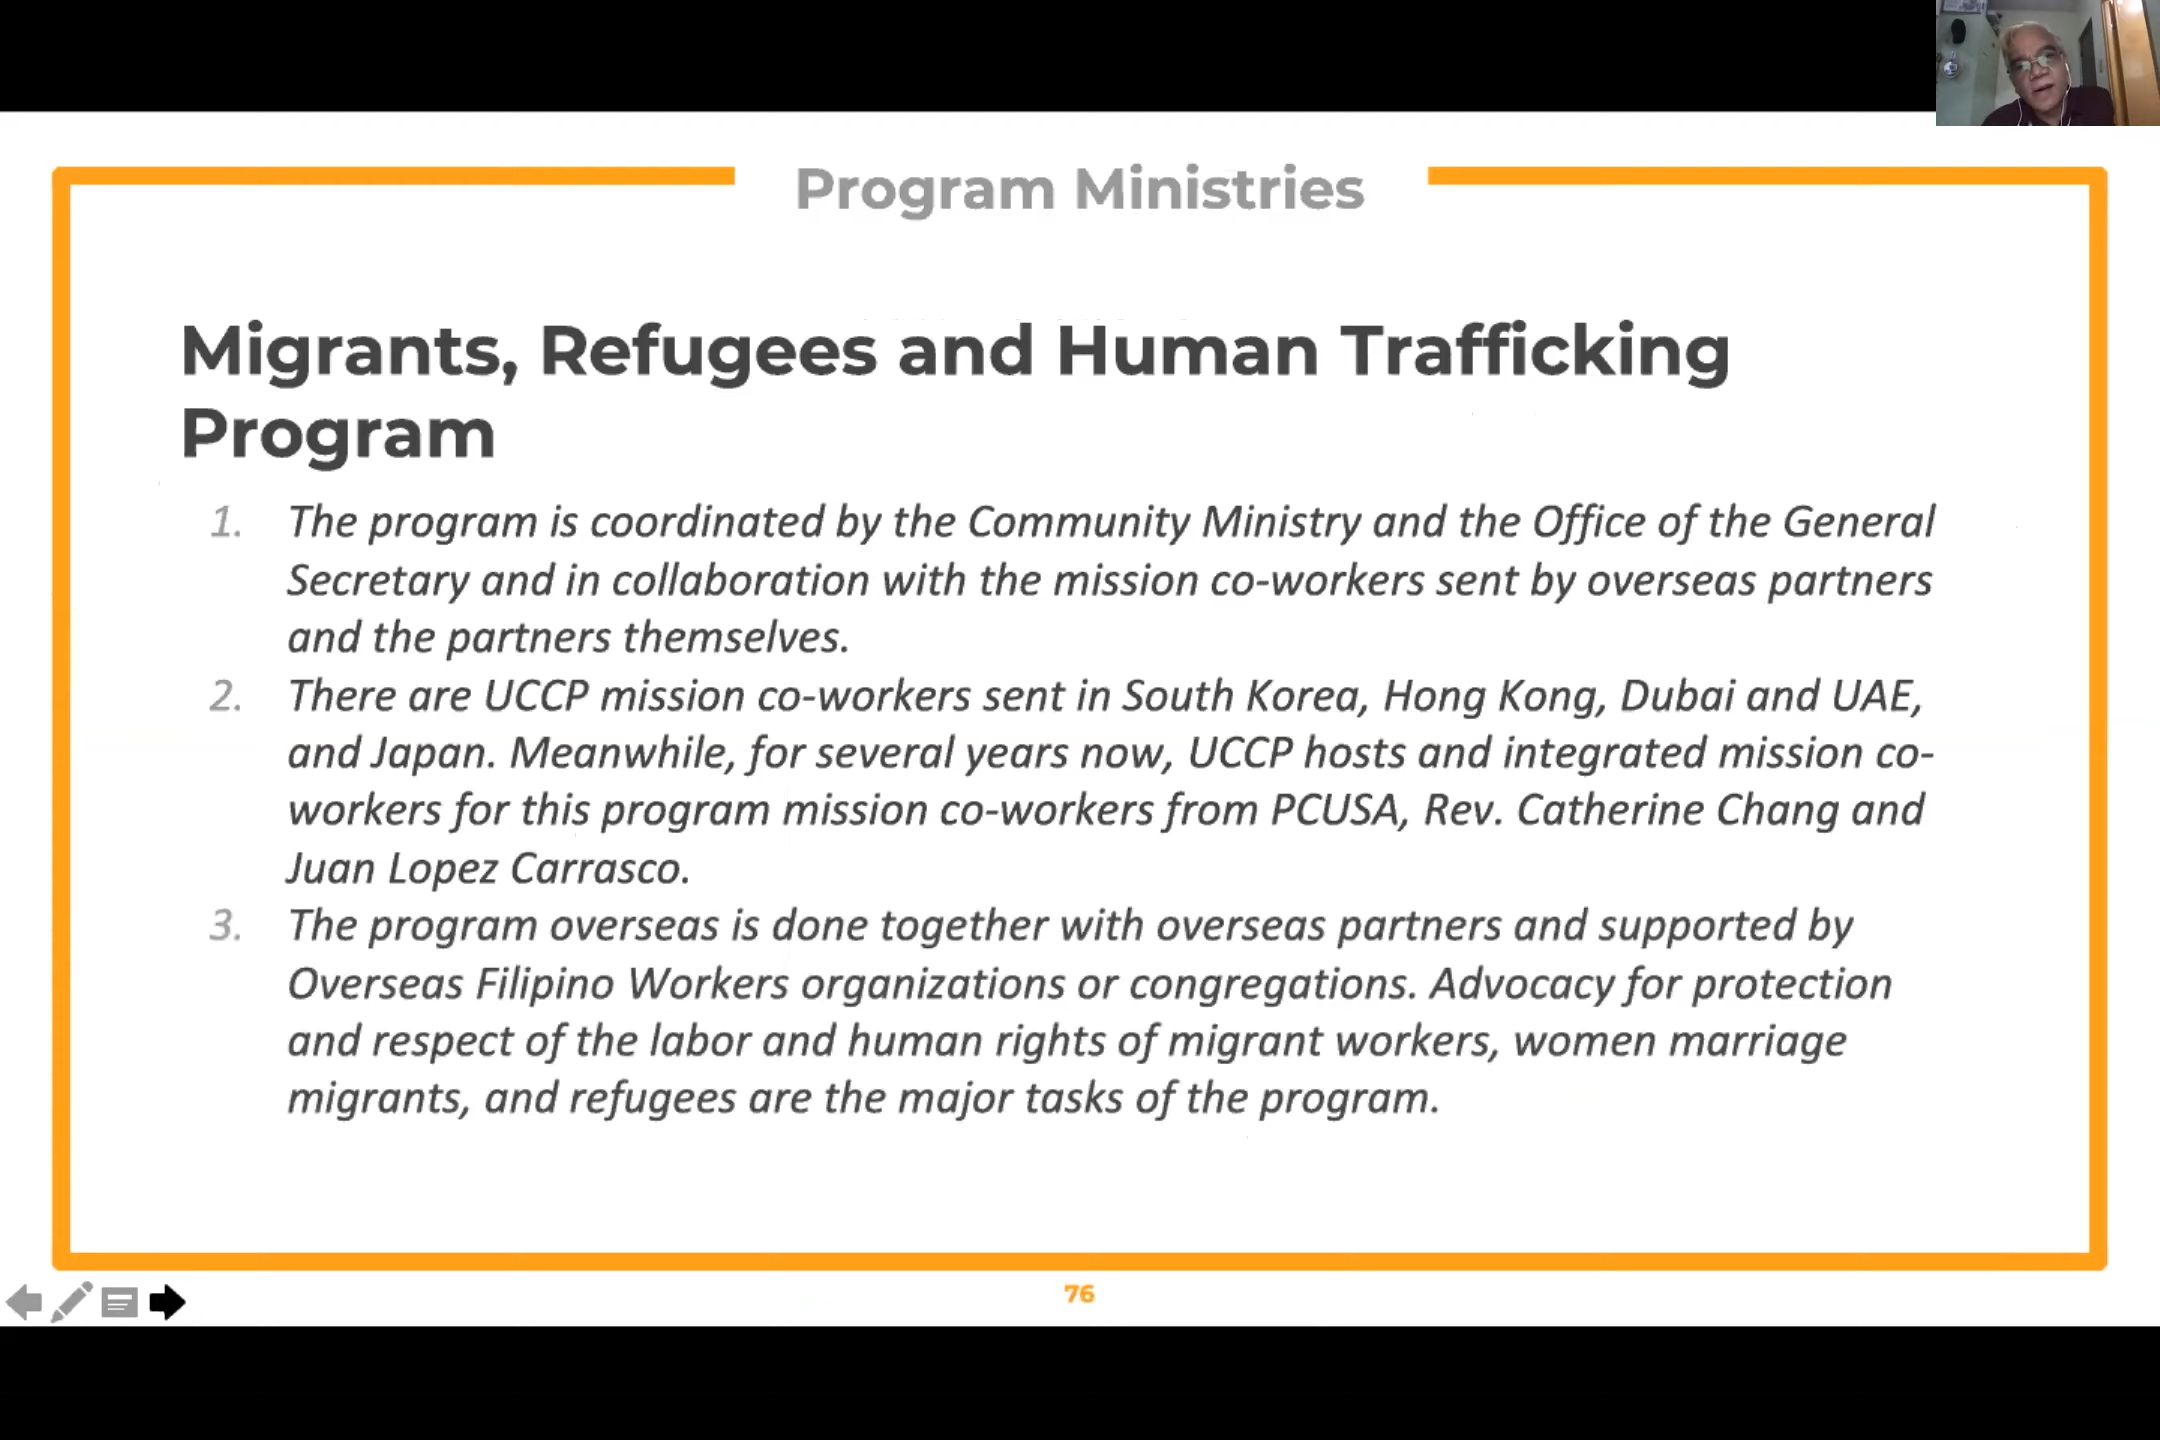 Program Ministries
Migrants, Refugees and Human Trafficking
Program
1. The program is coordinated by the Community Ministry and the Office of the General
Secretary and in collaboration with the mission co-workers sent by overseas partners
and the partners themselves.
2. There are UCCP mission co-workers sent in South Korea, Hong Kong, Dubai and UAE,
and Japan. Meanwhile, for several years now, UCCP hosts and integrated mission co-
workers for this program mission co-workers from PCUSA, Rev. Catherine Chang and
Juan Lopez Carrasco.
3. The program overseas is done together with overseas partners and supported by
Overseas Filipino Workers organizations or congregations. Advocacy for protection
and respect of the labor and human rights of migrant workers, women marriage
migrants, and refugees are the major tasks of the program.
76